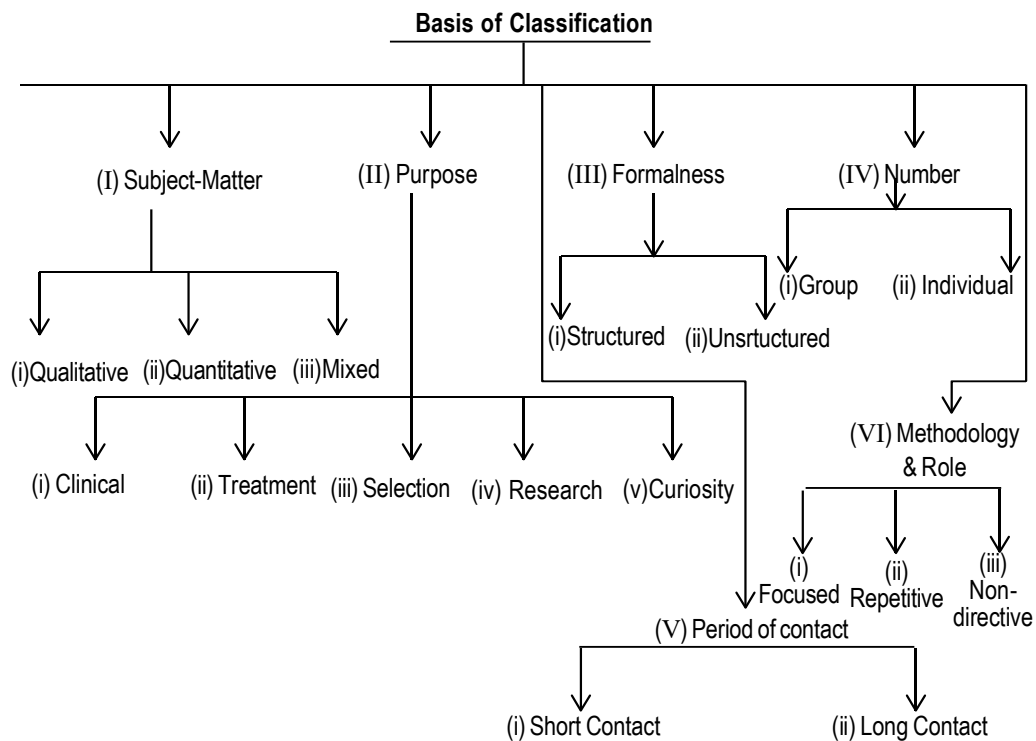 Basis of Classification
(I) Subject-Matter
(II) Purpose
(III) Formalness
(IV) Number
(i)Group
(ii) Individual
(i)Structured
(ii)Unsrtuctured
(i)Qualitative
(ii)Quantitative
(iii)Mixed
(VI) Methodology
& Role
(i) Clinical
(ii) Treatment
(iii) Selection
(iv) Research
(v)Curiosity
(i)
Focused
(ii)
Repetitive
(iii)
Non-
directive
(V) Period of contact
(i) Short Contact
(ii) Long Contact